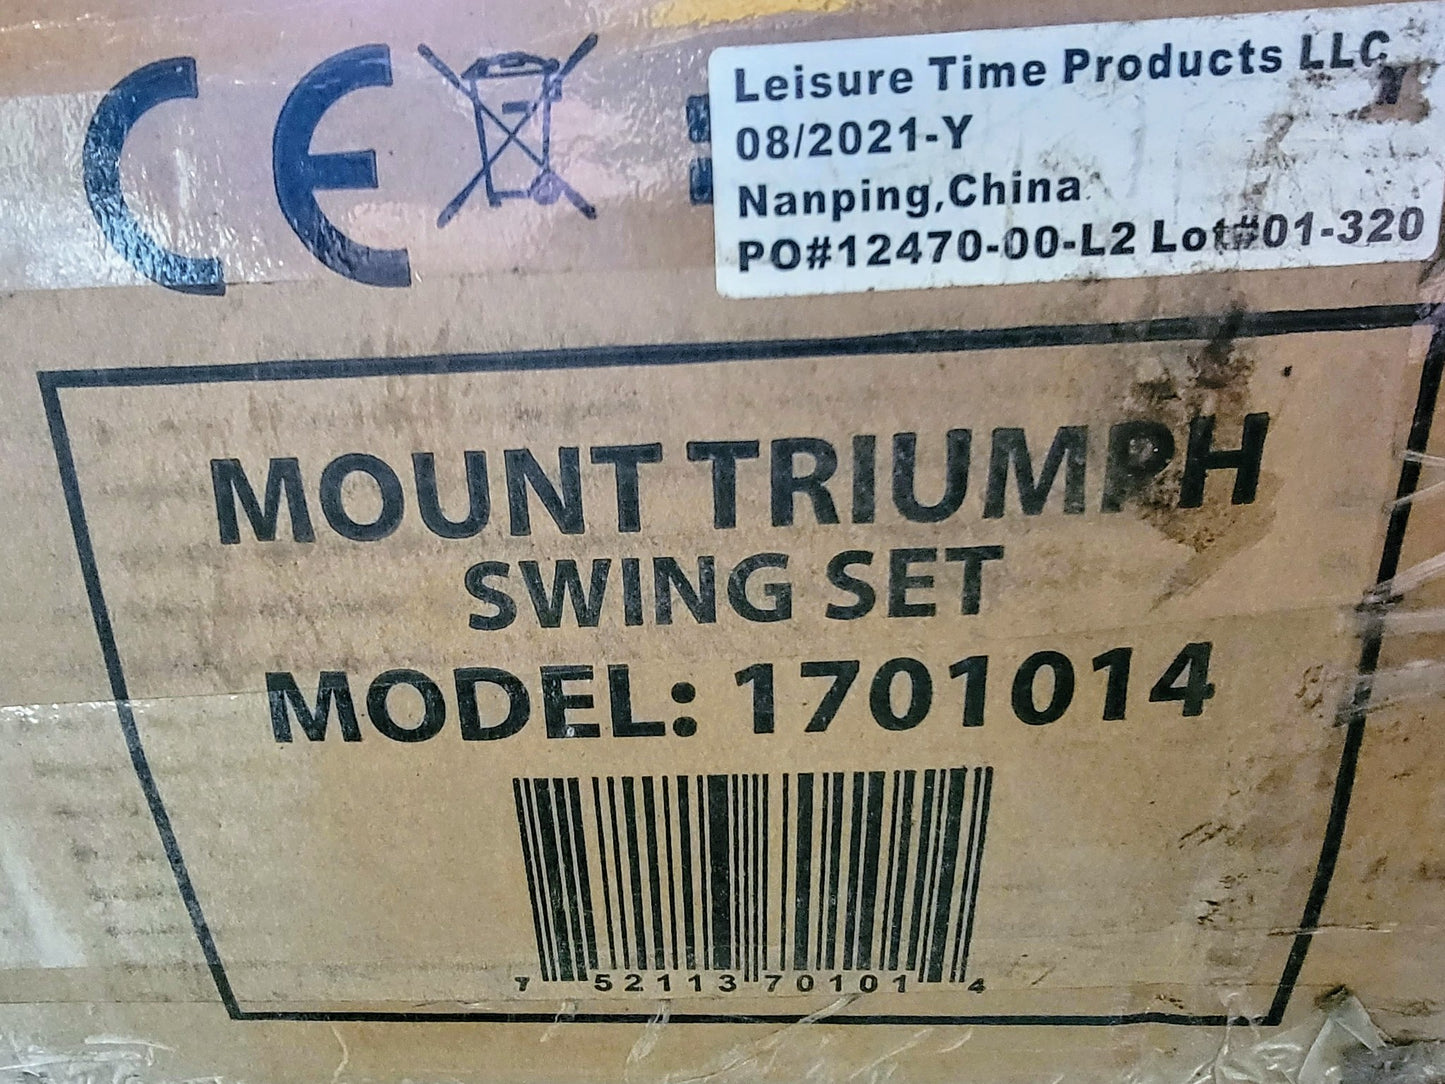 CE
Leisure Time Products LLC
08/2021-Y
Nanping,China
PO#12470-00-L2 Lot#01-320
MOUNT TRIUMPH
SWING SET
MODEL: 1701014
7 52113 70101 4